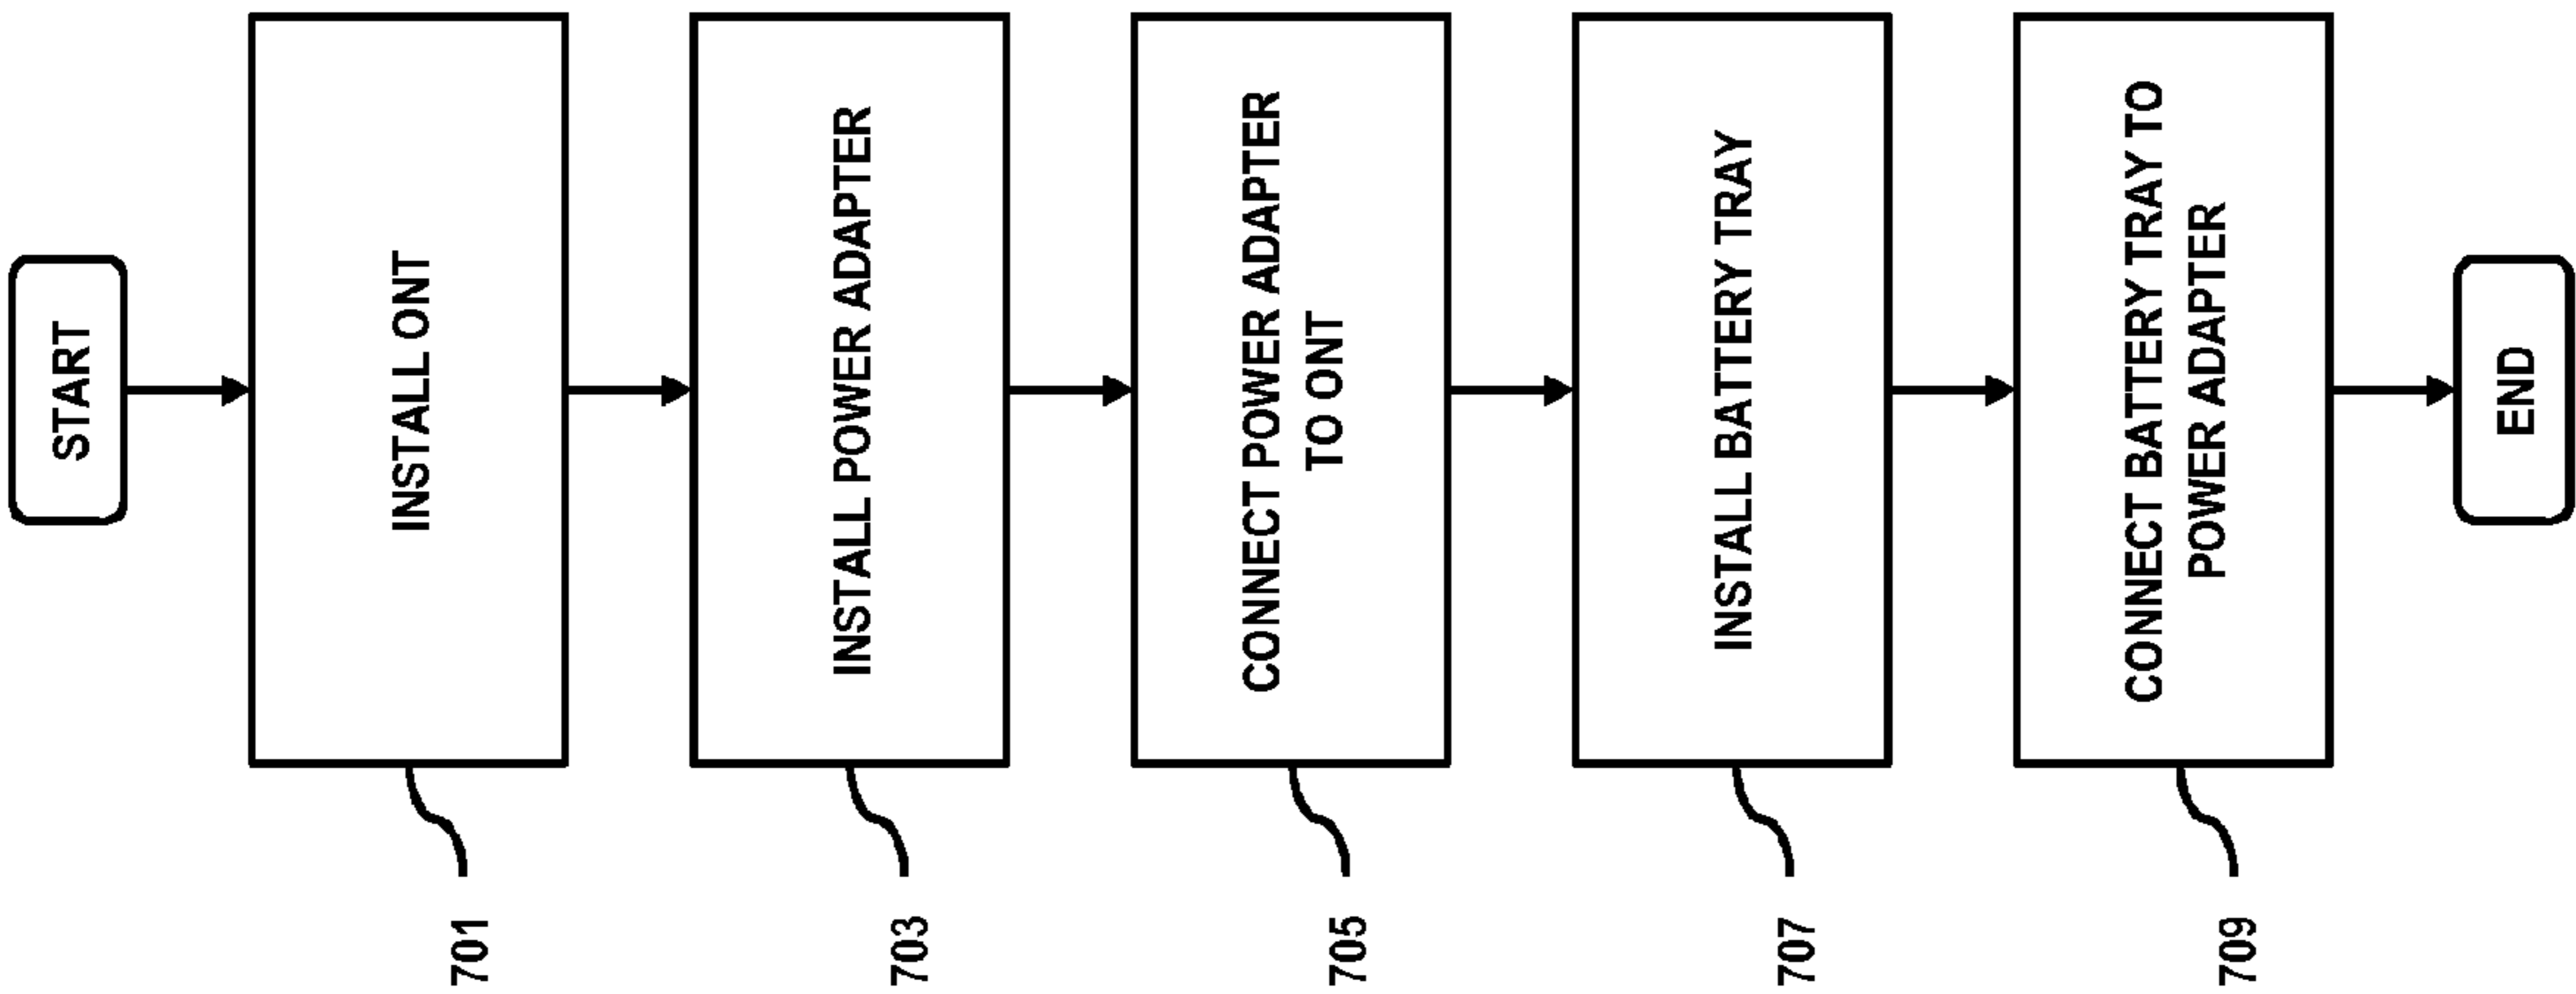 START
INSTALL ONT
701
INSTALL POWER ADAPTER
703
CONNECT POWER ADAPTER
TO ONT
705
INSTALL BATTERY TRAY
707
CONNECT BATTERY TRAY TO
POWER ADAPTER
709
END